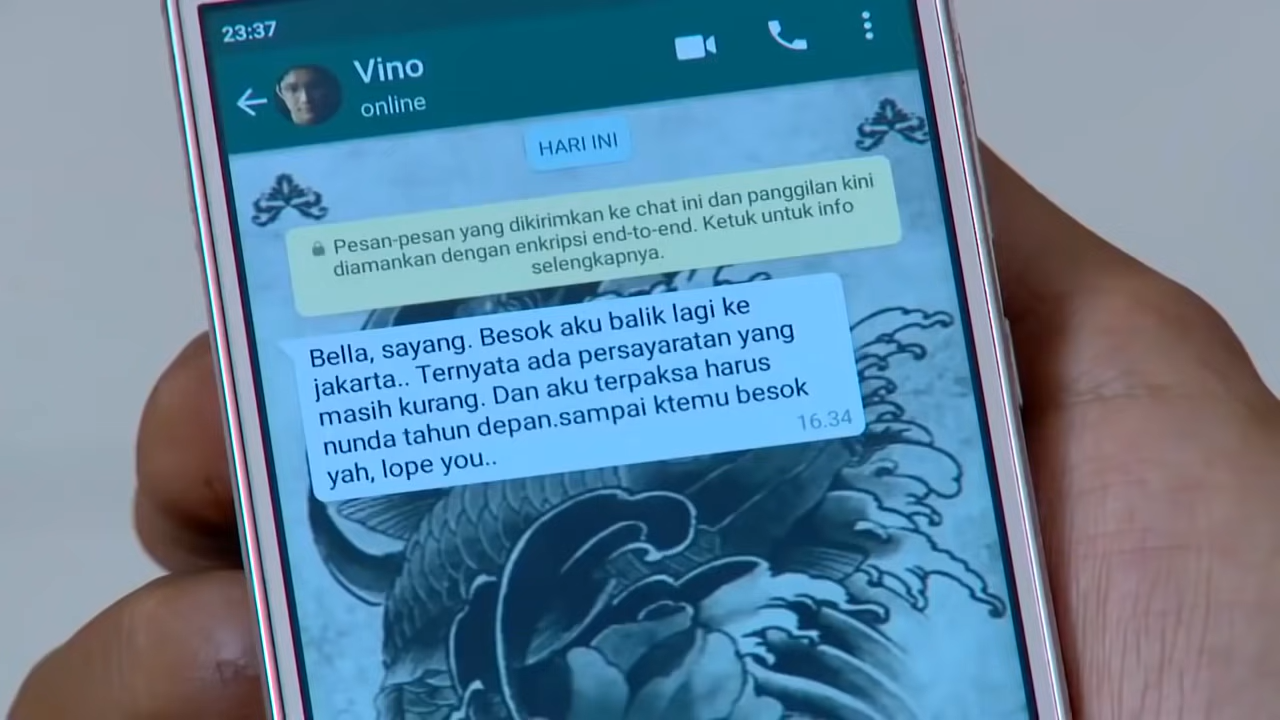 23:37
Vino
online
HARI INI
Pesan-pesan yang dikirimkan ke chat ini dan panggilan kini
diamankan dengan enkripsi end-to-end. Ketuk untuk info
selengkapnya.
Bella, sayang. Besok aku balik lagi ke
jakarta.. Ternyata ada persayaratan yang
masih kurang. Dan aku terpaksa harus
nunda tahun depan.sampai ktemu besok
yah, lope you..
16.34